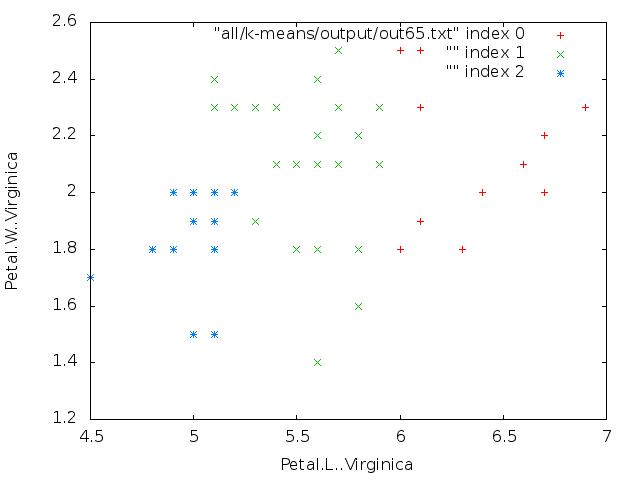 2.6
2.4
2.2
2
1.8
1.6
1.4
1.2
4.5
5
5.5
6
6.5
7
Petal.W..Virginica
Petal.L..Virginica
"all/k-means/output/out65.txt" index 0
"" index 1
"" index 2